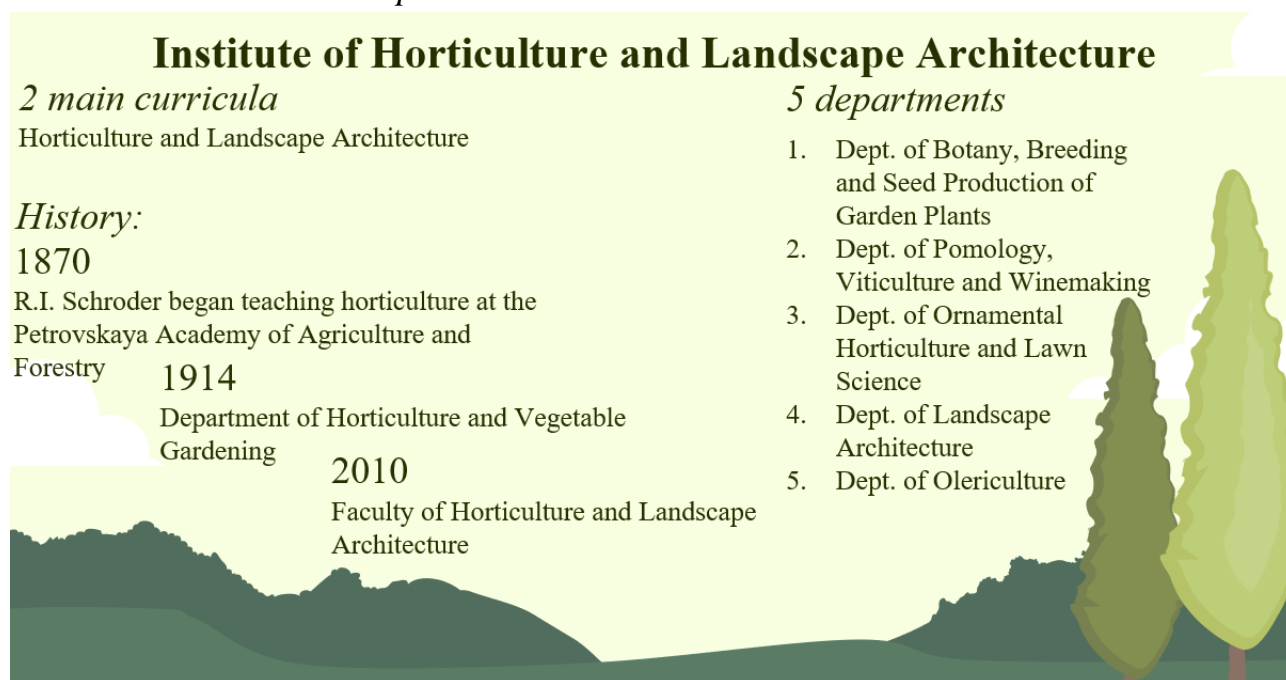 Institute of Horticulture and Landscape Architecture
2 main curricula
Horticulture and Landscape Architecture
History:
1870
R.I. Schroder began teaching horticulture at the
Petrovskaya Academy of Agriculture and
Forestry
1914
Department of Horticulture and Vegetable
Gardening
2010
Faculty of Horticulture and Landscape
Architecture
5 departments
1. Dept. of Botany, Breeding
and Seed Production of
Garden Plants
2. Dept. of Pomology,
Viticulture and Winemaking
3. Dept. of Ornamental
Horticulture and Lawn
Science
4. Dept. of Landscape
Architecture
5. Dept. of Olericulture